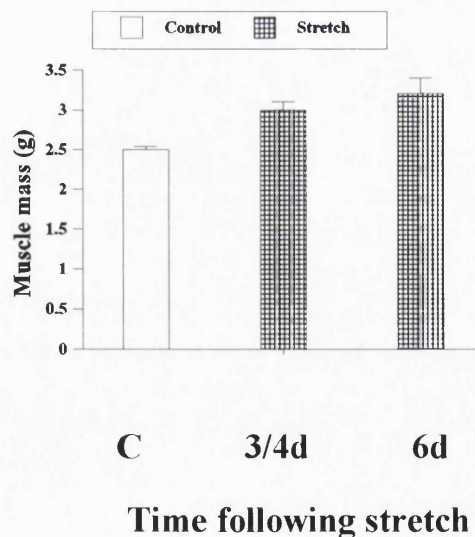 Control Stretch
Muscle mass (g)
3.5
3
2.5
2
1.5
1
0.5
0
C 3/4d 6d
Time following stretch